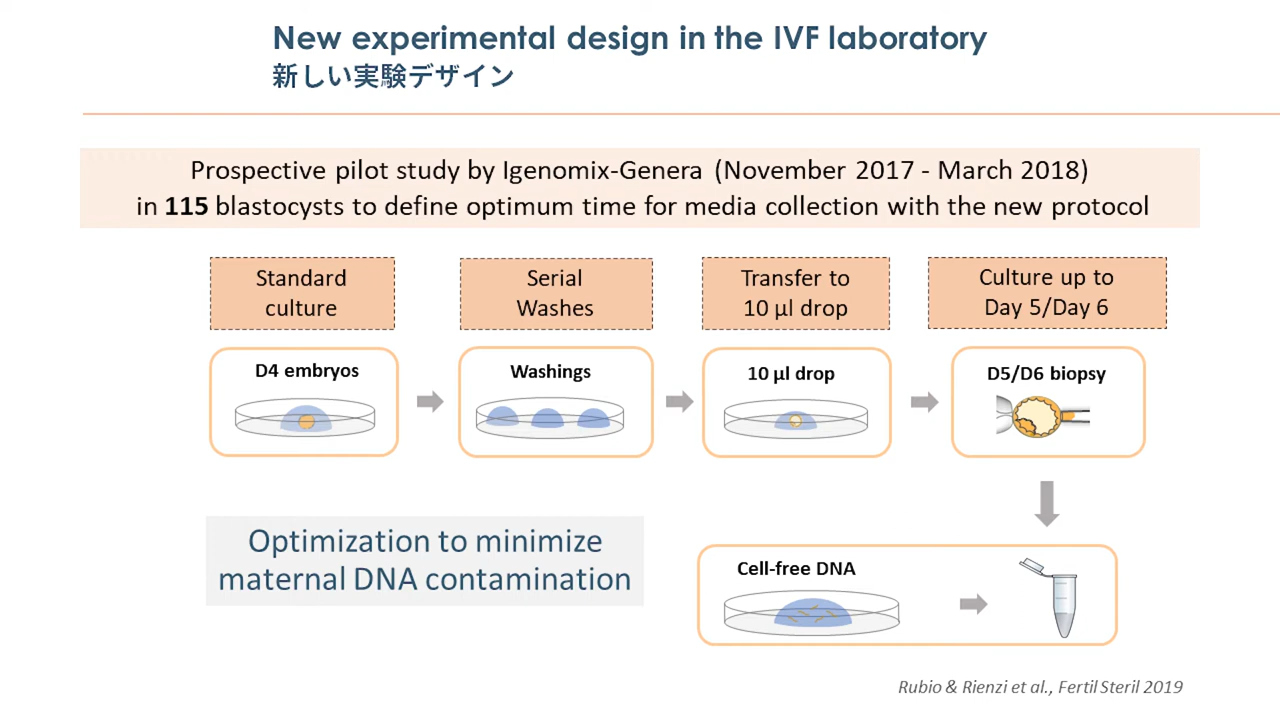 New experimental design in the IVF laboratory
新しい実験デザイン
Prospective pilot study by Igenomix-Genera (November 2017 - March 2018)
in 115 blastocysts to define optimum time for media collection with the new protocol
Standard
culture
Serial
Washes
Transfer to
10 µl drop
Culture up to
Day 5/Day 6
D4 embryos
Washings
10 µl drop
D5/D6 biopsy
Optimization to minimize
maternal DNA contamination
Cell-free DNA
Rubio & Rienzi et al., Fertil Steril 2019